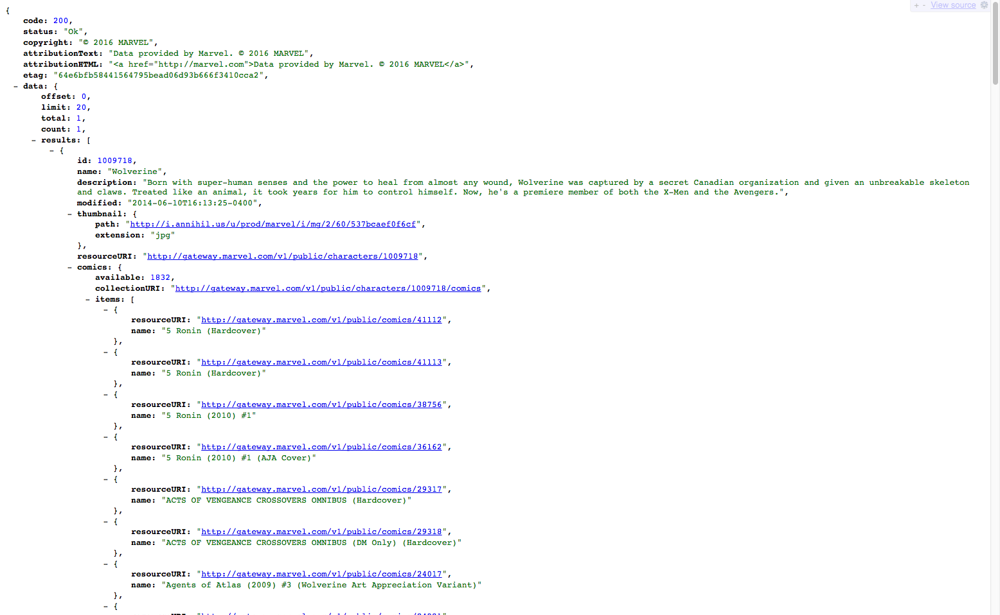 + - View source
{
code: 200,
status: "Ok",
copyright: "© 2016 MARVEL",
attributionText: "Data provided by Marvel. © 2016 MARVEL",
attributionHTML: "<a href="http://marvel.com">Data provided by Marvel. © 2016 MARVEL</a>",
etag: "64e6bfb58441564795bead06d93b666f3410cca2",
- data: {
offset: 0,
limit: 20,
total: 1,
count: 1,
- results: [
- {
id: 1009718,
name: "Wolverine",
description: "Born with super-human senses and the power to heal from almost any wound, Wolverine was captured by a secret Canadian organization and given an unbreakable skeleton
and claws. Treated like an animal, it took years for him to control himself. Now, he's a premiere member of both the X-Men and the Avengers.",
modified: "2014-06-10T16:13:25-0400",
- thumbnail: {
path: "http://i.annihil.us/u/prod/marvel/i/mg/2/60/537bcaef0f6cf",
extension: "jpg"
},
resourceURI: "http://gateway.marvel.com/v1/public/characters/1009718",
- comics: {
available: 1832,
collectionURI: "http://gateway.marvel.com/v1/public/characters/1009718/comics",
- items: [
- {
resourceURI: "http://gateway.marvel.com/v1/public/comics/41112",
name: "5 Ronin (Hardcover)"
},
- {
resourceURI: "http://gateway.marvel.com/v1/public/comics/41113",
name: "5 Ronin (Hardcover)"
},
- {
resourceURI: "http://gateway.marvel.com/v1/public/comics/38756",
name: "5 Ronin (2010) #1"
},
- {
resourceURI: "http://gateway.marvel.com/v1/public/comics/36162",
name: "5 Ronin (2010) #1 (AJA Cover)"
},
- {
resourceURI: "http://gateway.marvel.com/v1/public/comics/29317",
name: "ACTS OF VENGEANCE CROSSOVERS OMNIBUS (Hardcover)"
},
- {
resourceURI: "http://gateway.marvel.com/v1/public/comics/29318",
name: "ACTS OF VENGEANCE CROSSOVERS OMNIBUS (DM Only) (Hardcover)"
},
- {
resourceURI: "http://gateway.marvel.com/v1/public/comics/24017",
name: "Agents of Atlas (2009) #3 (Wolverine Art Appreciation Variant)"
},
- {